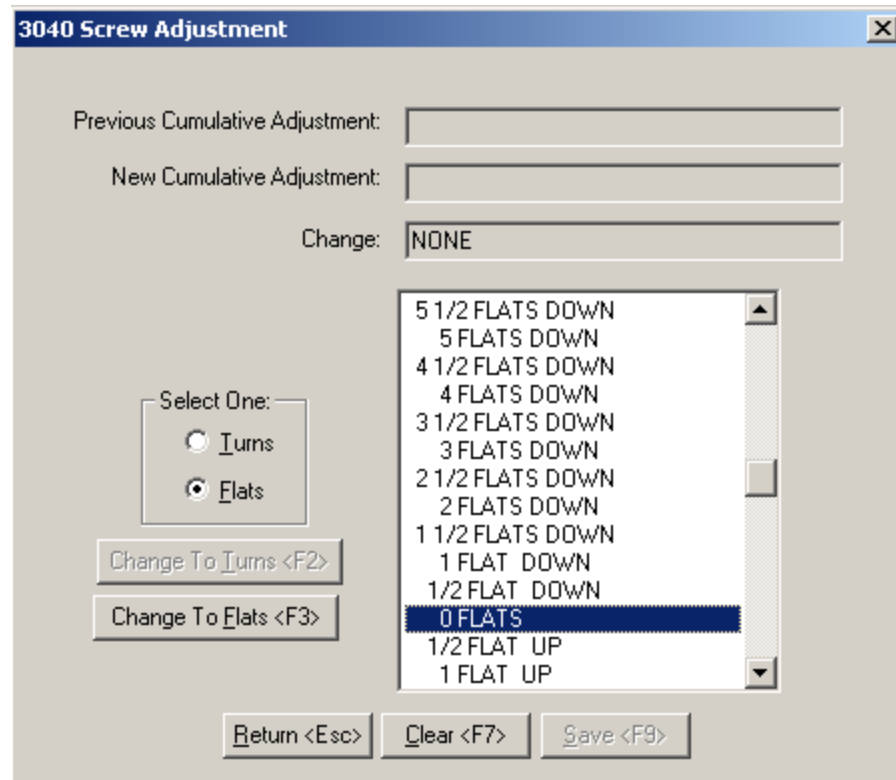 3040 Screw Adjustment
Previous Cumulative Adjustment:
New Cumulative Adjustment:
Change: NONE
5 1/2 FLATS DOWN
5 FLATS DOWN
4 1/2 FLATS DOWN
4 FLATS DOWN
3 1/2 FLATS DOWN
3 FLATS DOWN
2 1/2 FLATS DOWN
2 FLATS DOWN
1 1/2 FLATS DOWN
1 FLAT DOWN
1/2 FLAT DOWN
0 FLATS
1/2 FLAT UP
1 FLAT UP
Select One:
Turns
Flats
Change To Turns <F2>
Change To Flats <F3>
Return <Esc> Clear <F7> Save <F9>